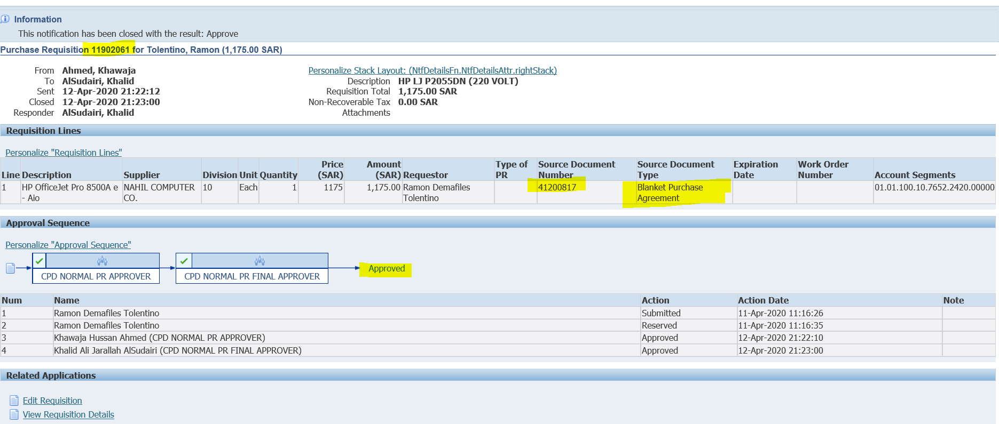 Information
This notification has been closed with the result: Approve
Purchase Requisition 11902061 for Tolentino, Ramon (1,175.00 SAR)
From Ahmed, Khawaja
To AlSudairi, Khalid
Sent 12-Apr-2020 21:22:12
Closed 12-Apr-2020 21:23:00
Responder AlSudairi, Khalid
Personalize Stack Layout: (NtfDetailsFn.NtfDetailsAttr.rightStack)
Description HP LJ P2055DN (220 VOLT)
Requisition Total 1,175.00 SAR
Non-Recoverable Tax 0.00 SAR
Attachments
Requisition Lines
Personalize "Requisition Lines"
Price Amount Type of Source Document Source Document Expiration Work Order
Line Description Supplier Division Unit Quantity (SAR) (SAR) Requestor PR Number Type Date Number Account Segments
1 HP OfficeJet Pro 8500A e NAHIL COMPUTER 10 Each 1 1175 1,175.00 Ramon Demafiles 41200817 Blanket Purchase 01.01.100.10.7652.2420.00000
- Aio CO. Tolentino Agreement
Approval Sequence
Personalize "Approval Sequence"
CPD NORMAL PR APPROVER CPD NORMAL PR FINAL APPROVER Approved
Num Name Action Action Date Note
1 Ramon Demafiles Tolentino Submitted 11-Apr-2020 11:16:26
2 Ramon Demafiles Tolentino Reserved 11-Apr-2020 11:16:35
3 Khawaja Hussan Ahmed (CPD NORMAL PR APPROVER) Approved 12-Apr-2020 21:22:10
4 Khalid Ali Jarallah AlSudairi (CPD NORMAL PR FINAL APPROVER) Approved 12-Apr-2020 21:23:00
Related Applications
Edit Requisition
View Requisition Details